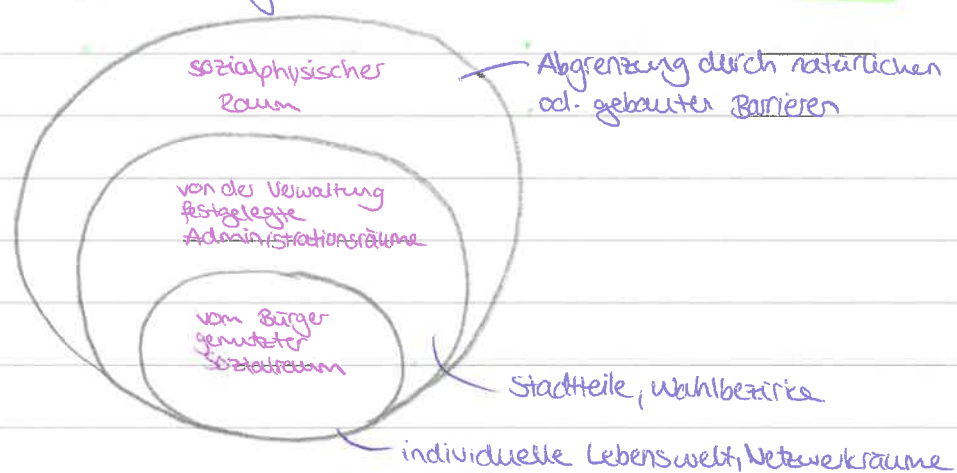 sozialphysischer
Raum
Abgrenzung durch natürlichen
od. gebauter Barrieren
von der Verwaltung
festgelegte
Administrationsräume
vom Bürger
genutzter
Sozialraum
Stadtteile, Wahlbezirke
individuelle Lebenswelt, Netzwerkräume